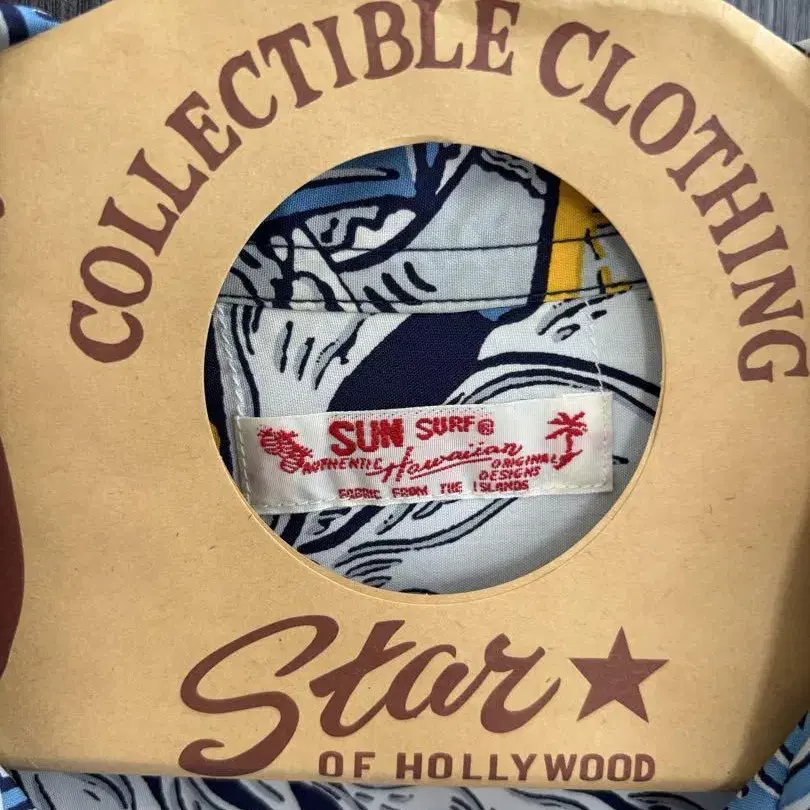 COLLECTIBLE CLOTHING
SUN SURF®
AUTHENTIC Hawaiian ORIGINAL
DESIGNS
FABRIC FROM THE ISLANDS
Star
OF HOLLYWOOD